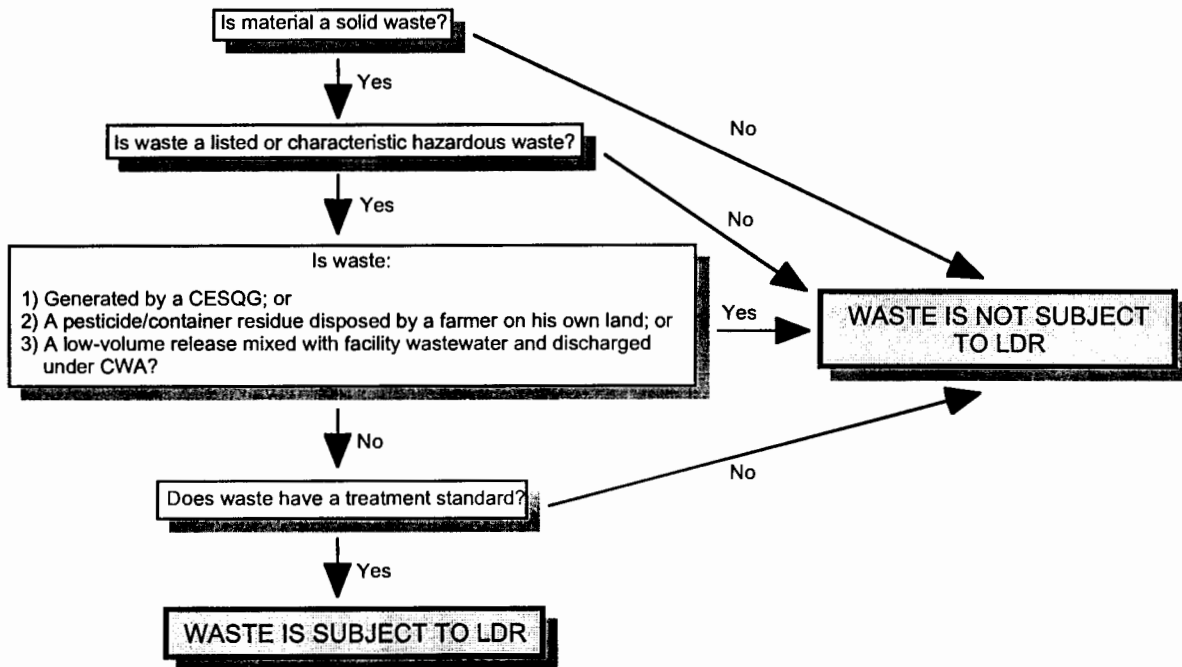 Is material a solid waste?
Yes
No
Is waste a listed or characteristic hazardous waste?
Yes
No
Is waste:
1) Generated by a CESQG; or
2) A pesticide/container residue disposed by a farmer on his own land; or
3) A low-volume release mixed with facility wastewater and discharged
under CWA?
Yes
WASTE IS NOT SUBJECT
TO LDR
No
No
Does waste have a treatment standard?
Yes
WASTE IS SUBJECT TO LDR